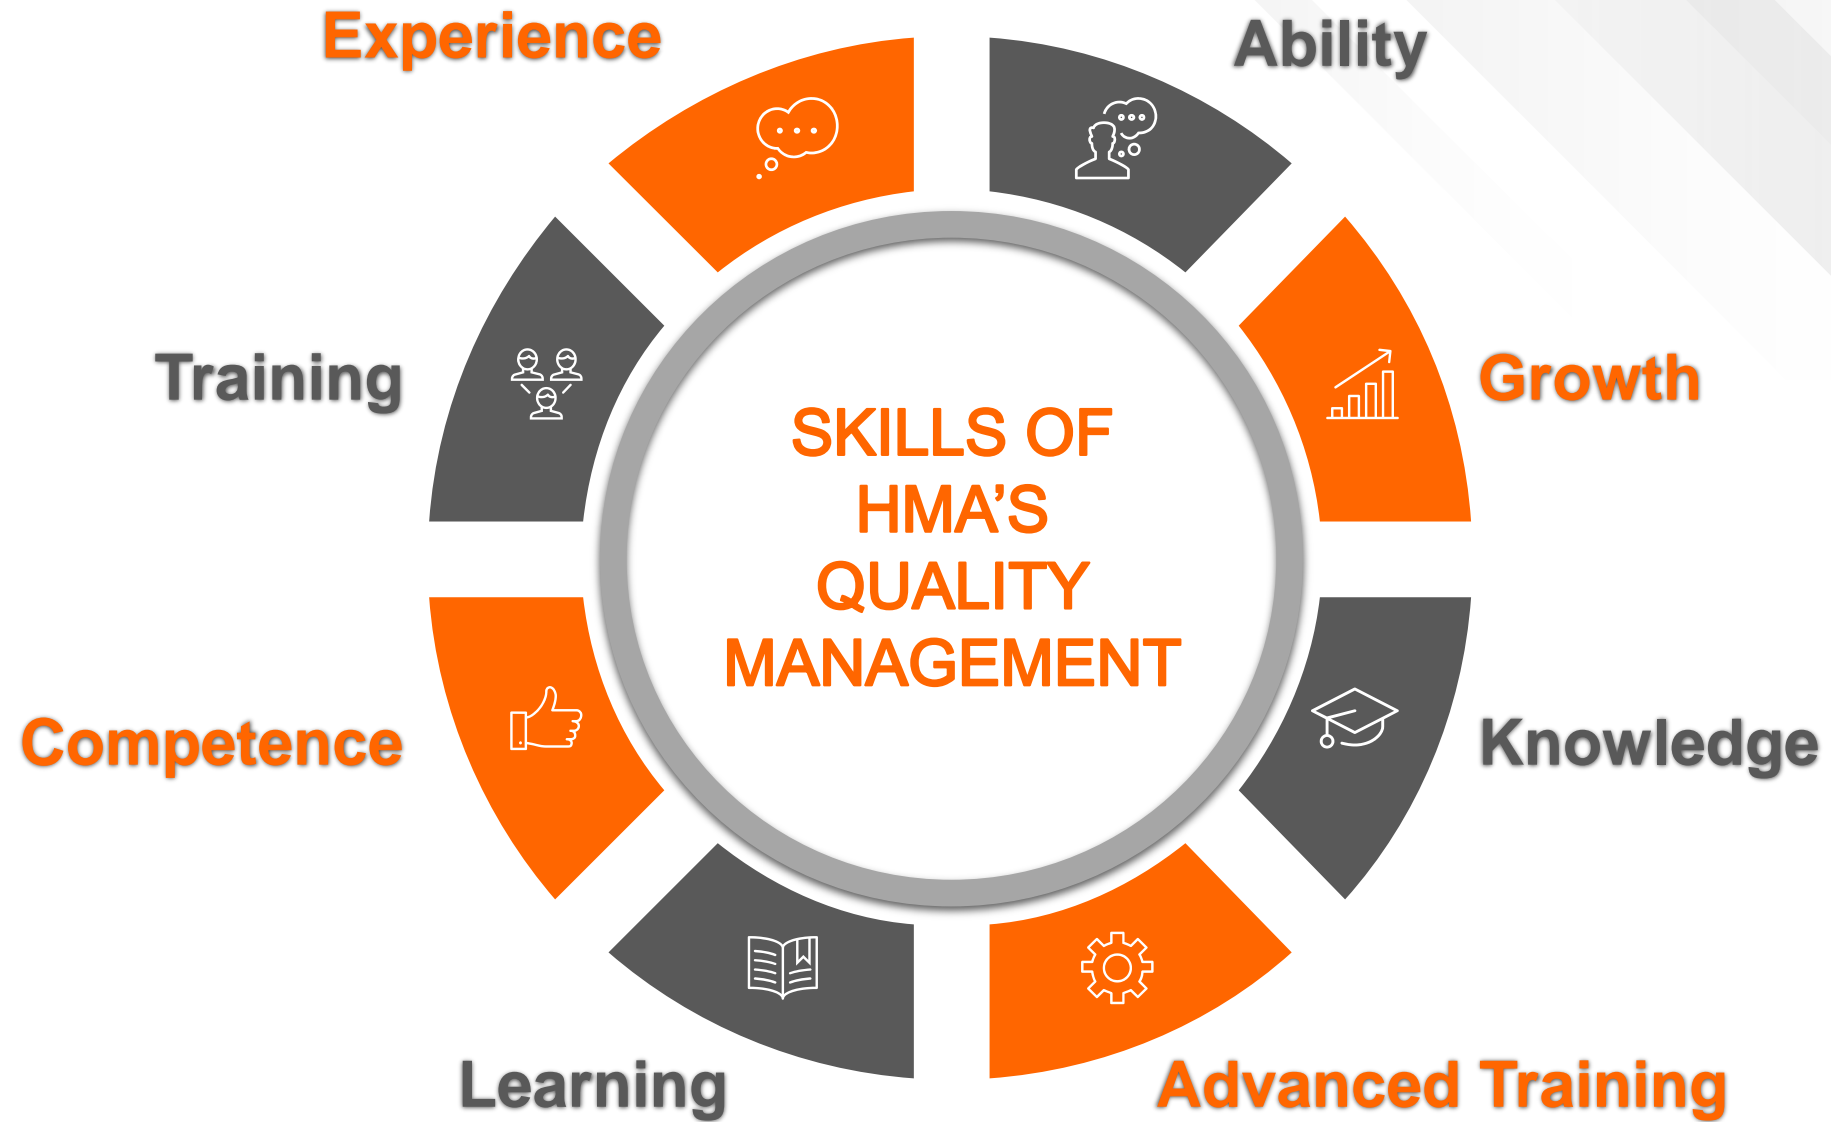 Experience
Ability
Training
Growth
SKILLS OF
HMA’S
QUALITY
MANAGEMENT
Competence
Knowledge
Learning
Advanced Training